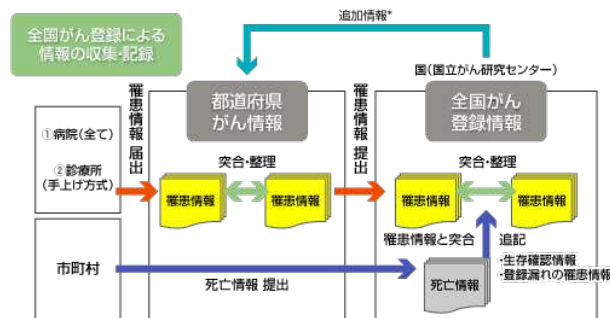 全国がん登録による
情報の収集・記録
追加情報*
国(国立がん研究センター)
都道府県
がん情報
全国がん
登録情報
①病院(全て)
②診療所
(手上げ方式)
罹患情報 届出
突合・整理
罹患情報
罹患情報
罹患情報 提出
突合・整理
罹患情報
罹患情報
罹患情報と突合
追記
・生存確認情報
・登録漏れの罹患情報
市町村
死亡情報 提出
死亡情報